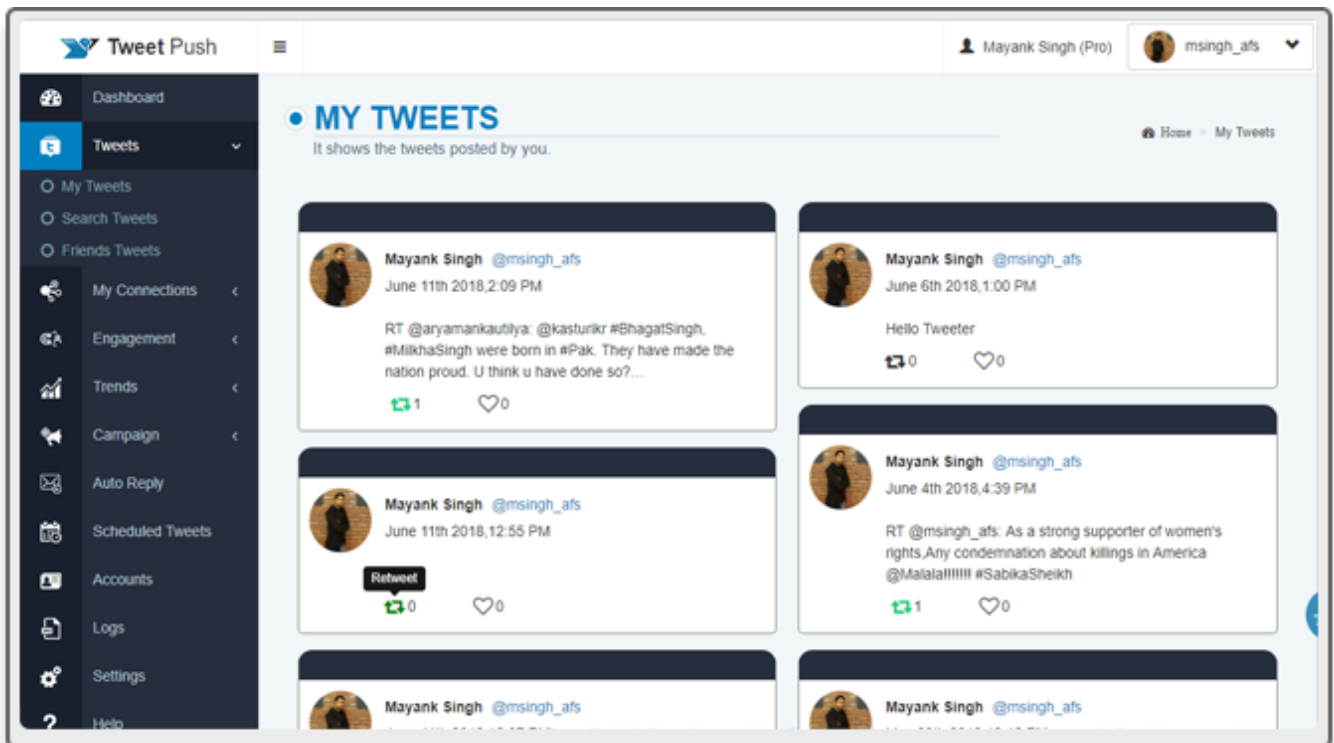 Tweet Push
Mayank Singh (Pro)
msingh_afs
Dashboard
Tweets
My Tweets
Search Tweets
Friends Tweets
My Connections
Engagement
Trends
Campaign
Auto Reply
Scheduled Tweets
Accounts
Logs
Settings
Help
MY TWEETS
It shows the tweets posted by you.
Home > My Tweets
Mayank Singh @msingh_afs
June 11th 2018,2:09 PM
RT @aryamankautilya: @kasturikr #BhagatSingh,
#MilkhaSingh were born in #Pak. They have made the
nation proud. U think u have done so?...
1 0
Mayank Singh @msingh_afs
June 11th 2018,12:55 PM
Retweet
0 0
Mayank Singh @msingh_afs
Mayank Singh @msingh_afs
June 6th 2018,1:00 PM
Hello Tweeter
0 0
Mayank Singh @msingh_afs
June 4th 2018,4:39 PM
RT @msingh_afs: As a strong supporter of women's
rights,Any condemnation about killings in America
@Malala!!!!!!! #SabikaSheikh
1 0
Mayank Singh @msingh_afs